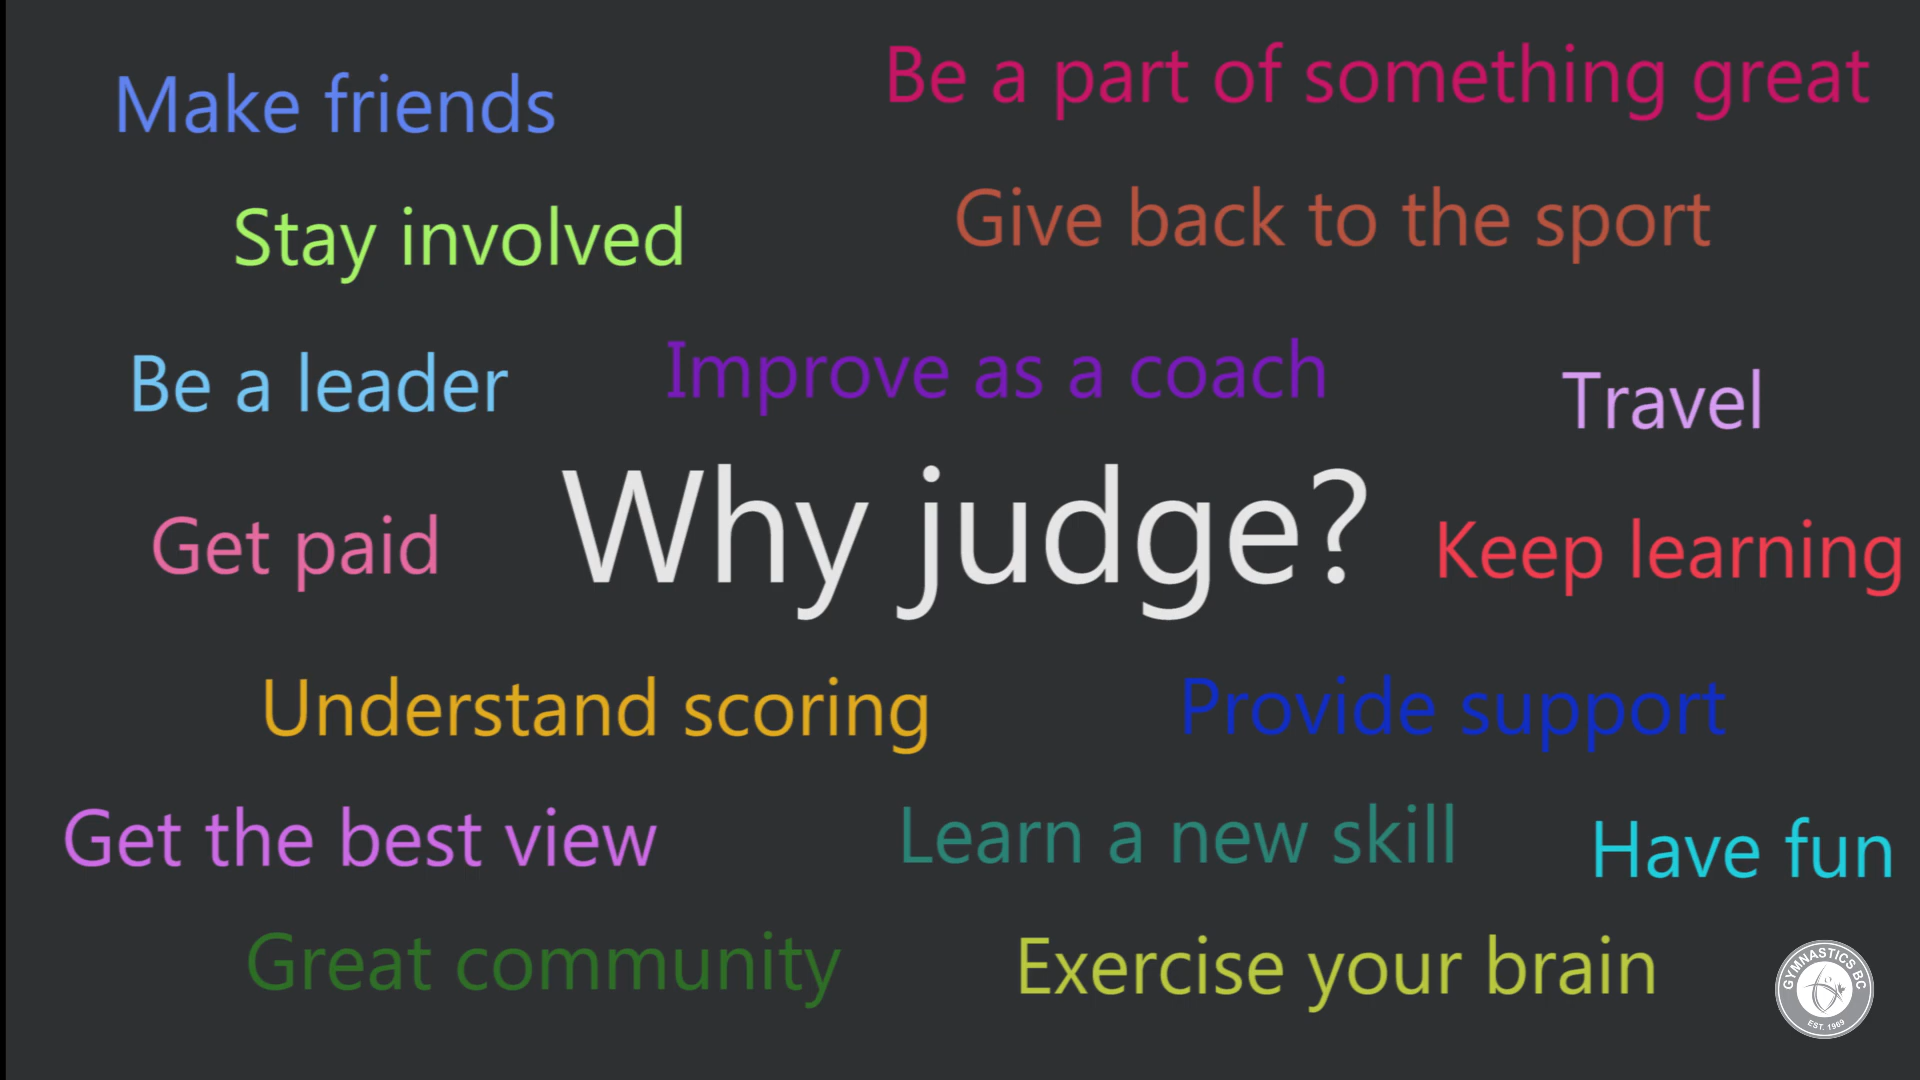 Make friends
Be a part of something great
Stay involved
Give back to the sport
Be a leader
Improve as a coach
Travel
Get paid
Why judge?
Keep learning
Understand scoring
Provide support
Get the best view
Learn a new skill
Have fun
Great community
Exercise your brain
GYMNASTICS BC
EST. 1969